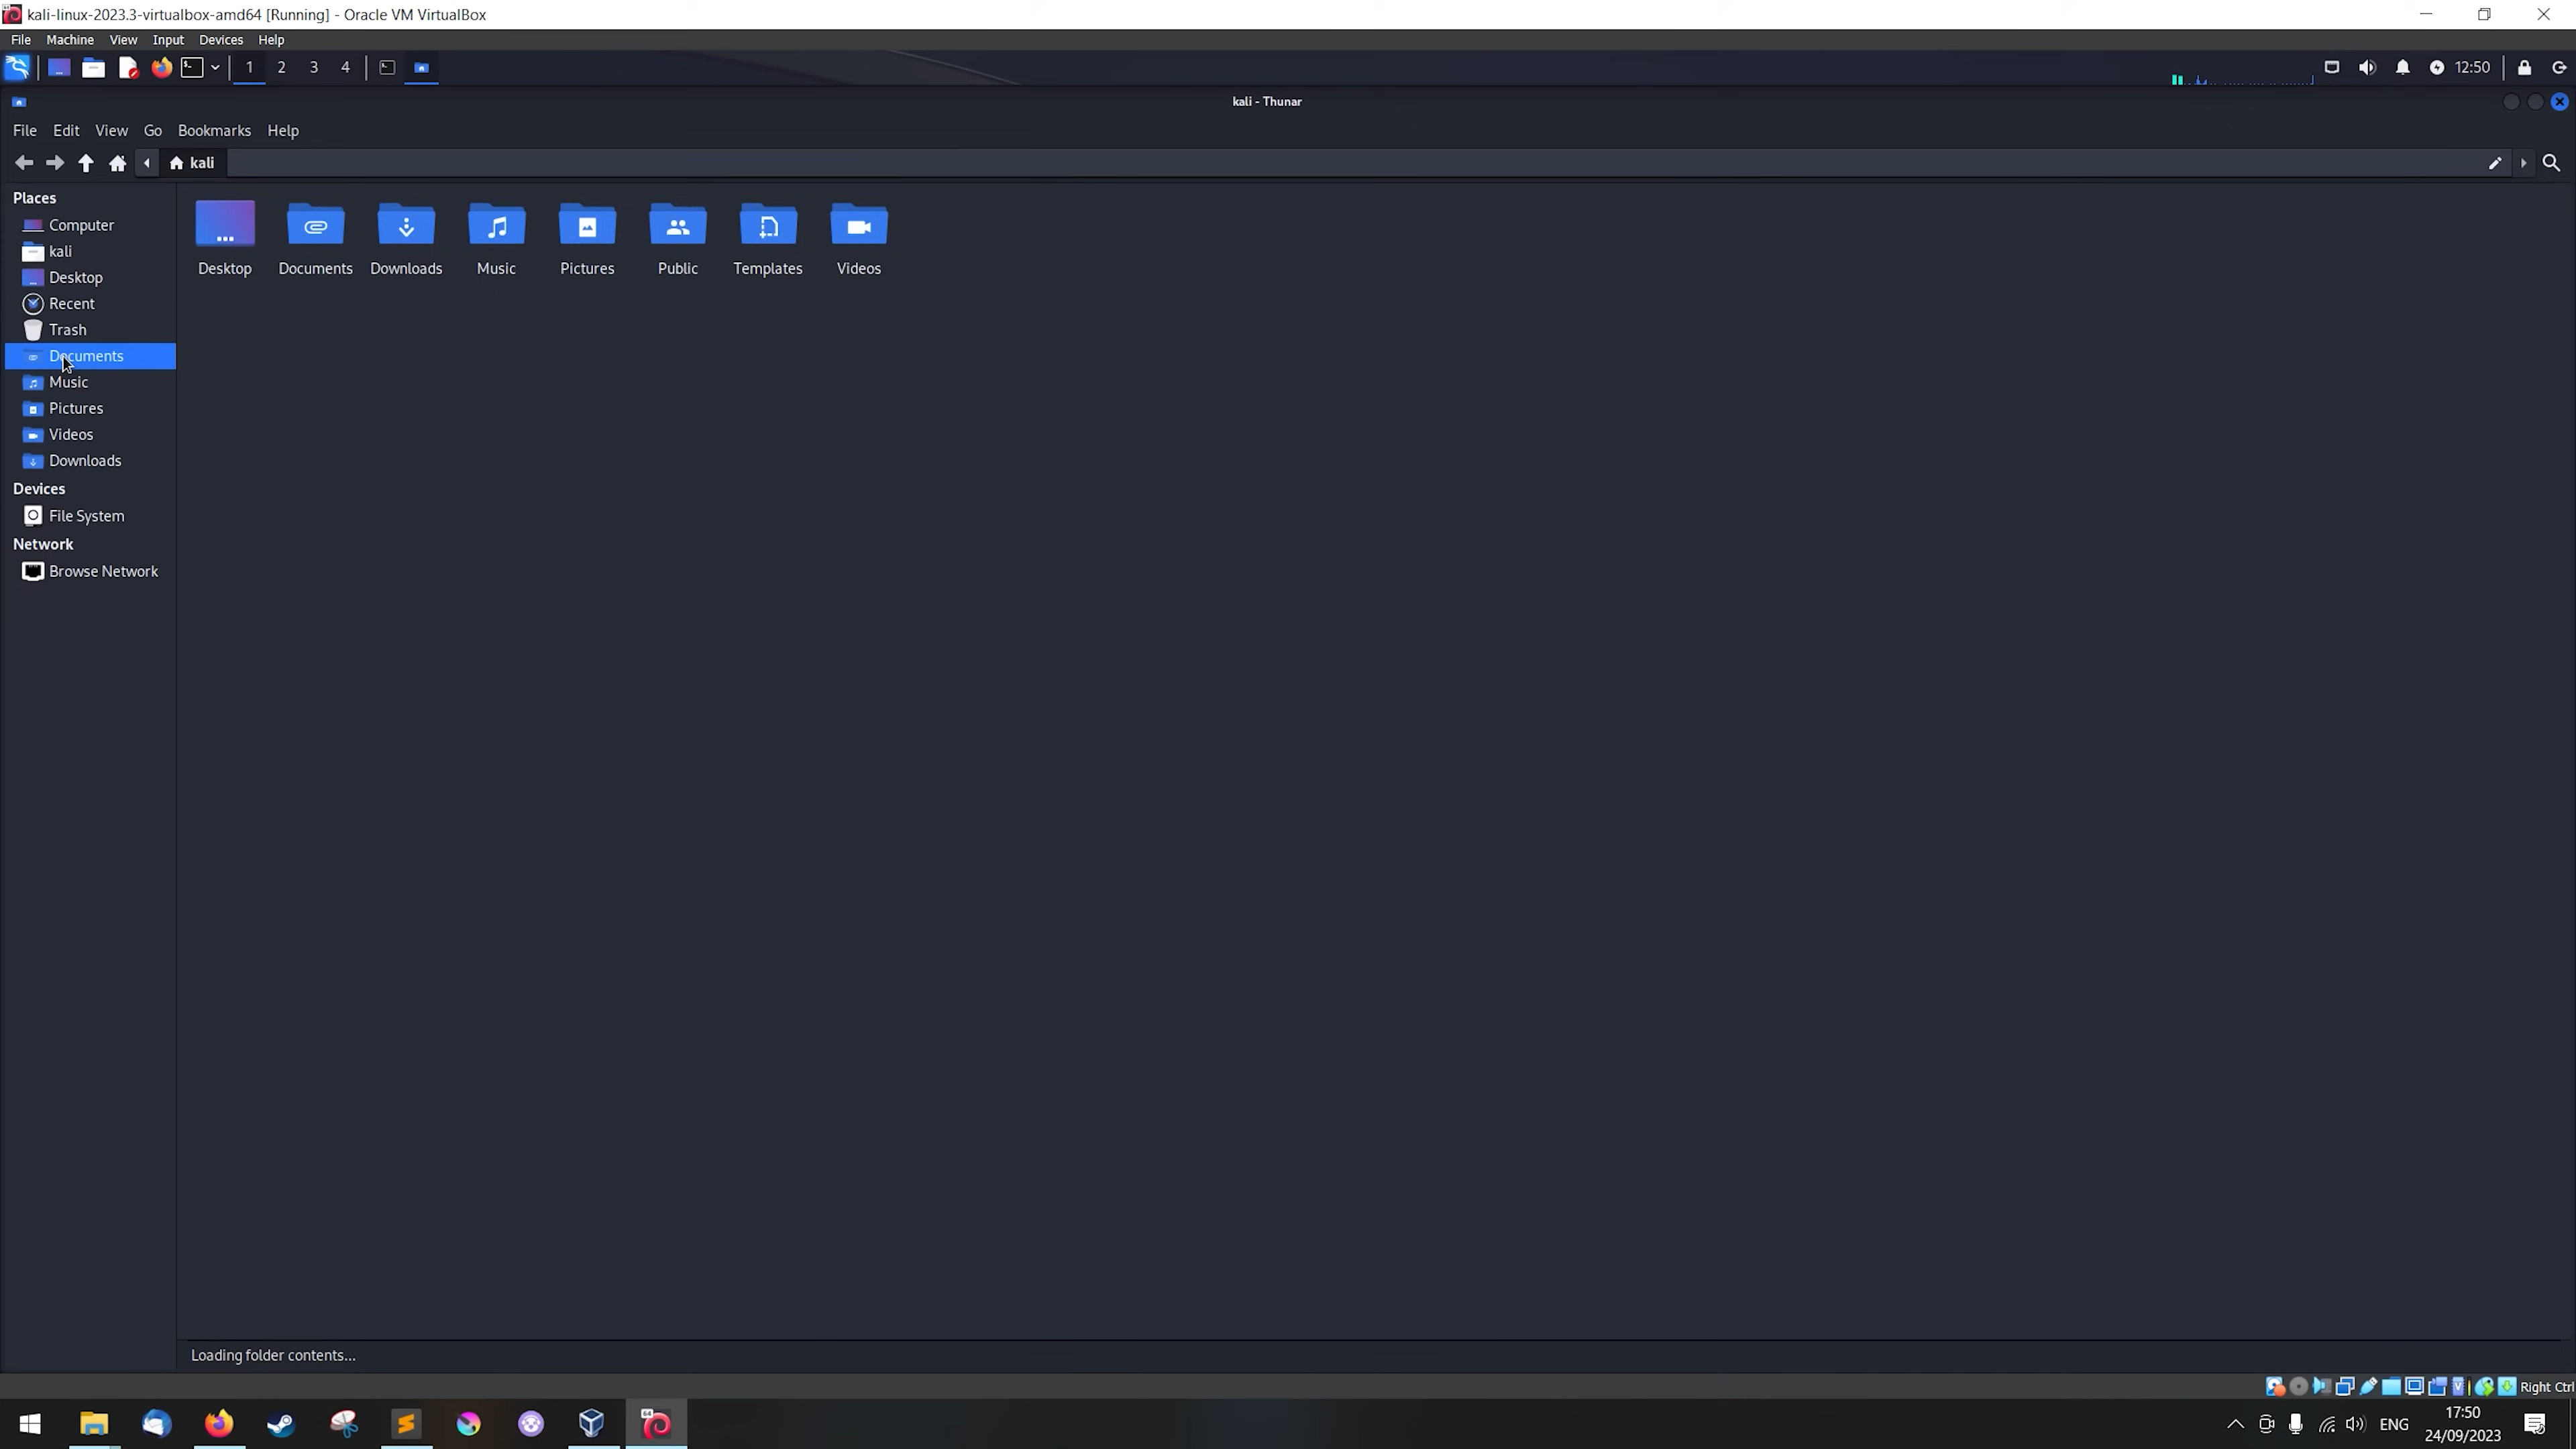 kali-linux-2023.3-virtualbox-amd64 [Running] - Oracle VM VirtualBox
File Machine View Input Devices Help
1 2 3 4 12:50
kali - Thunar
File Edit View Go Bookmarks Help
kali
Places
Computer
kali
Desktop
Recent
Trash
Documents
Music
Pictures
Videos
Downloads
Devices
File System
Network
Browse Network
Desktop Documents Downloads Music Pictures Public Templates Videos
Loading folder contents...
Right Ctrl
64
ENG
17:50
24/09/2023